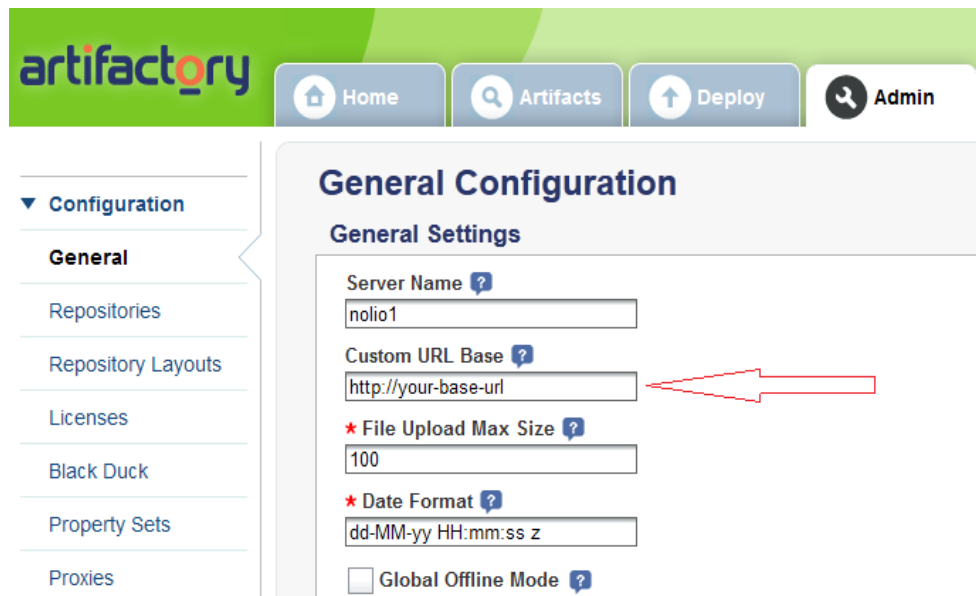 artifactory
Home
Artifacts
Deploy
Admin
Configuration
General
Repositories
Repository Layouts
Licenses
Black Duck
Property Sets
Proxies
General Configuration
General Settings
Server Name ?
nolio1
Custom URL Base ?
http://your-base-url
* File Upload Max Size ?
100
* Date Format ?
dd-MM-yy HH:mm:ss z
Global Offline Mode ?